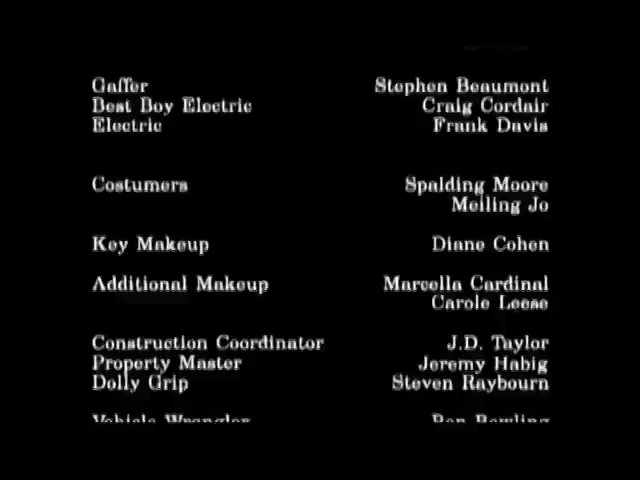 Gaffer Stephen Beaumont
Best Boy Electric Craig Cordair
Electric Frank Davis
Costumers Spalding Moore
Meiling Jo
Key Makeup Diane Cohen
Additional Makeup Marcella Cardinal
Carole Leese
Construction Coordinator J.D. Taylor
Property Master Jeremy Habig
Dolly Grip Steven Raybourn
Vehicle Wrangler